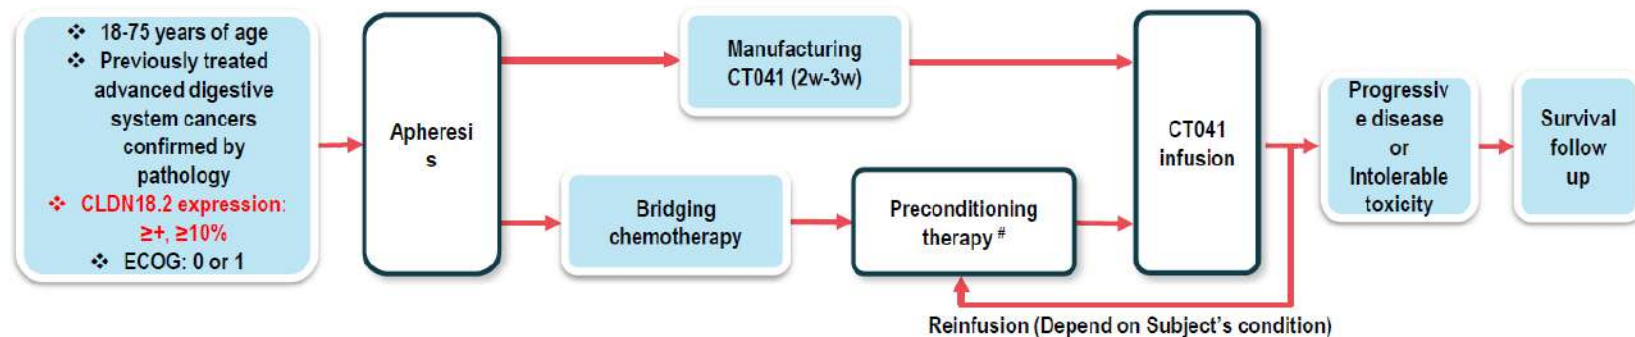 ❖ 18-75 years of age
❖ Previously treated
advanced digestive
system cancers
confirmed by
pathology
❖ CLDN18.2 expression:
≥+, ≥10%
❖ ECOG: 0 or 1
Apheresi
s
Manufacturing
CT041 (2w-3w)
Bridging
chemotherapy
Preconditioning
therapy #
CT041
infusion
Progressiv
e disease
or
Intolerable
toxicity
Survival
follow
up
Reinfusion (Depend on Subject's condition)